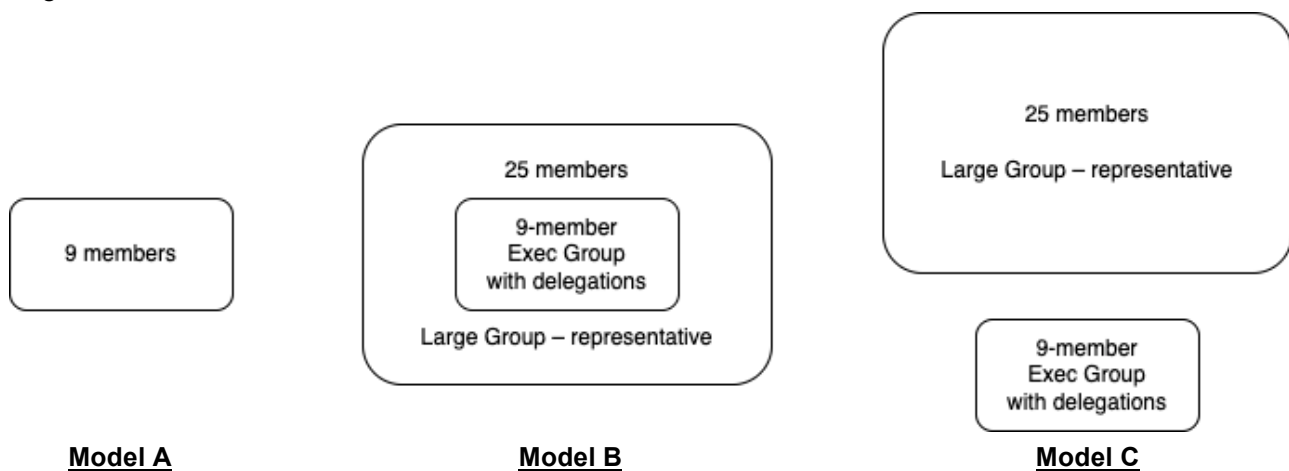 9 members
Model A
25 members
9-member
Exec Group
with delegations
Large Group – representative
Model B
25 members
Large Group – representative
9-member
Exec Group
with delegations
Model C